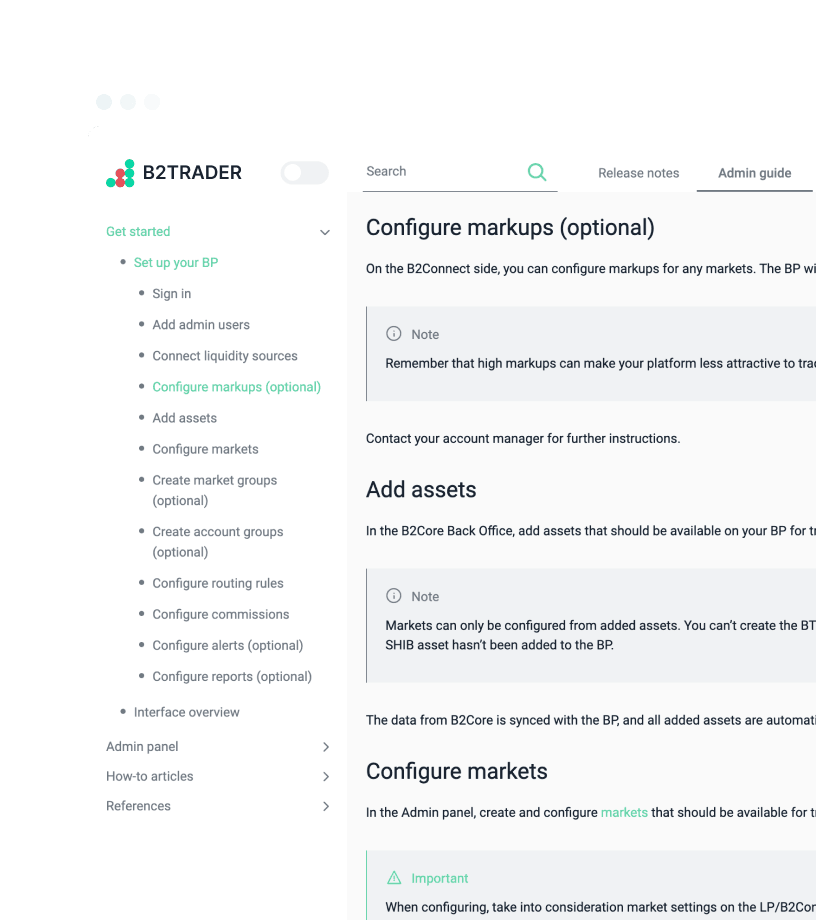 B2TRADER
Search
Release notes
Admin guide
Get started
Set up your BP
Sign in
Add admin users
Connect liquidity sources
Configure markups (optional)
Add assets
Configure markets
Create market groups
(optional)
Create account groups
(optional)
Configure routing rules
Configure commissions
Configure alerts (optional)
Configure reports (optional)
Interface overview
Admin panel
How-to articles
References
Configure markups (optional)
On the B2Connect side, you can configure markups for any markets. The BP wi
Note
Remember that high markups can make your platform less attractive to tra
Contact your account manager for further instructions.
Add assets
In the B2Core Back Office, add assets that should be available on your BP for t
Note
Markets can only be configured from added assets. You can’t create the BT
SHIB asset hasn’t been added to the BP.
The data from B2Core is synced with the BP, and all added assets are automati
Configure markets
In the Admin panel, create and configure markets that should be available for t
Important
When configuring, take into consideration market settings on the LP/B2Con